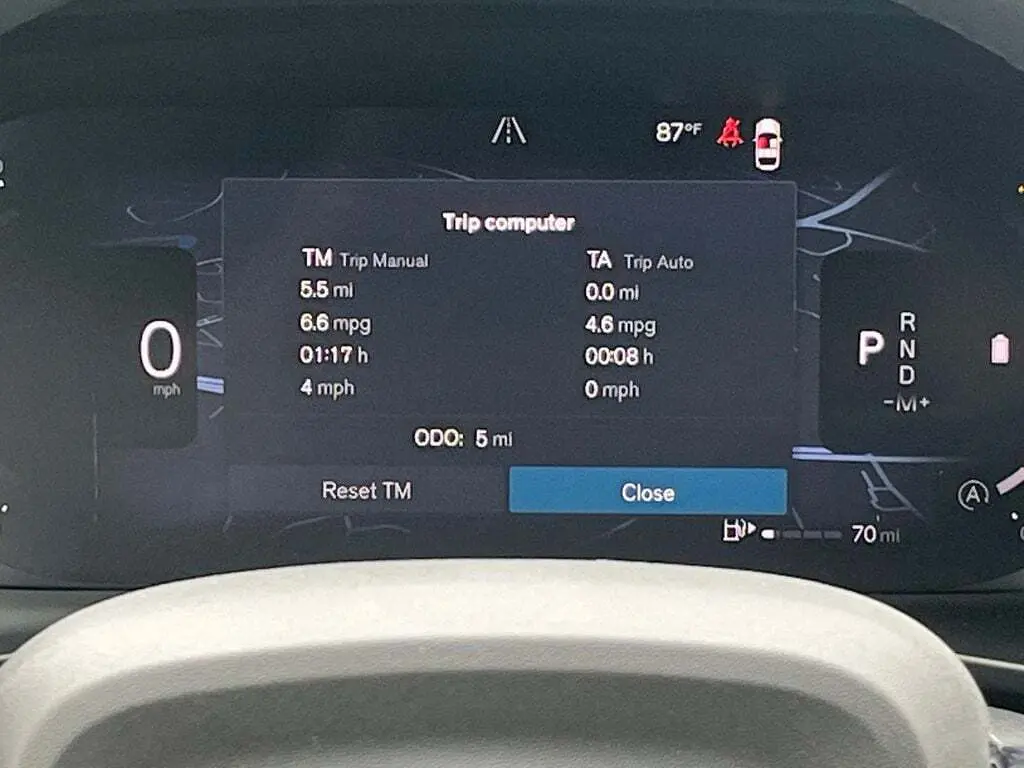 87°F
Trip computer
TM Trip Manual
5.5 mi
6.6 mpg
01:17 h
4 mph
TA Trip Auto
0.0 mi
4.6 mpg
00:08 h
0 mph
0
mph
P
R
N
D
-M+
ODO: 5 mi
Reset TM
Close
A
70 mi